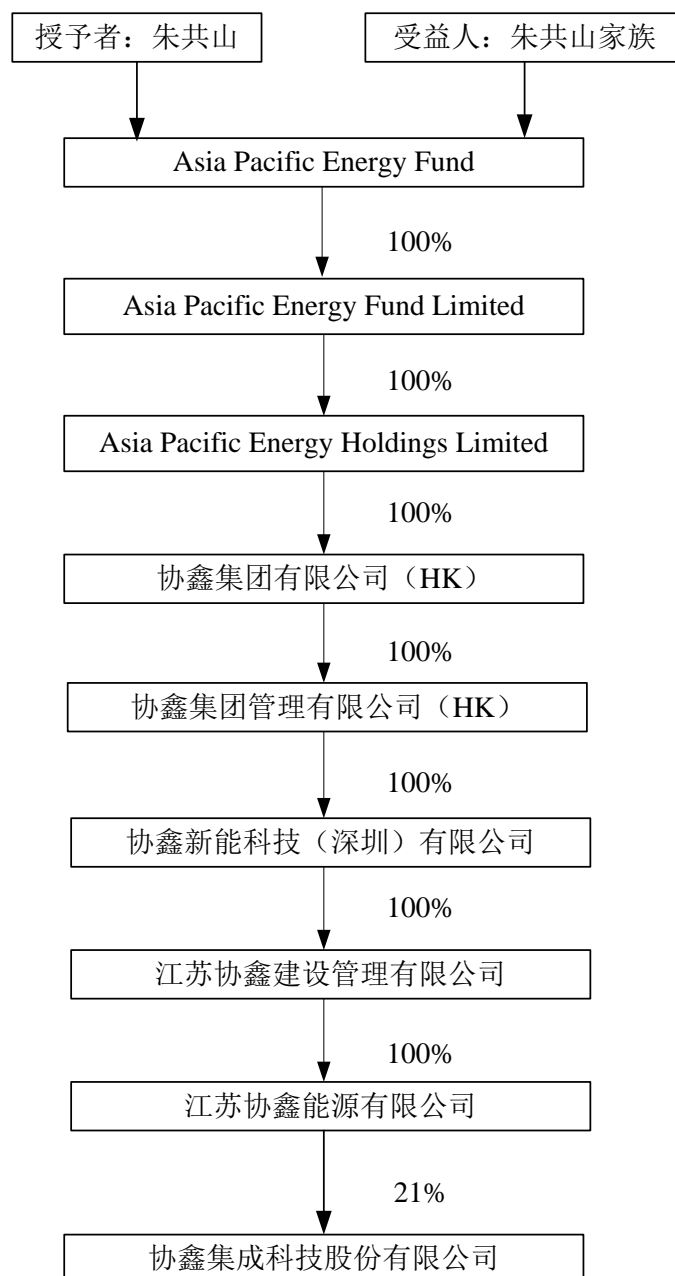 授予者：朱共山
受益人：朱共山家族
Asia Pacific Energy Fund
100%
Asia Pacific Energy Fund Limited
100%
Asia Pacific Energy Holdings Limited
100%
协鑫集团有限公司（HK）
100%
协鑫集团管理有限公司（HK）
100%
协鑫新能科技（深圳）有限公司
100%
江苏协鑫建设管理有限公司
100%
江苏协鑫能源有限公司
21%
协鑫集成科技股份有限公司